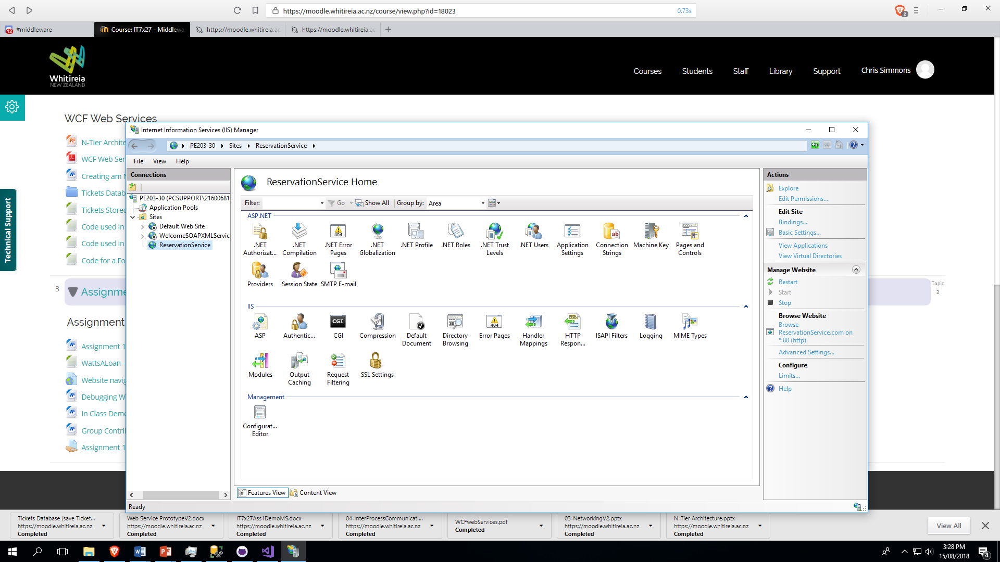 https://moodle.whitireia.ac.nz/course/view.php?id=18023
0.73s
2
12
#middleware
Course: IT7x27 - Middlewa
https://moodle.whitireia.ac
https://moodle.whitireia.ac
Whitireia
NEW ZEALAND
Courses
Students
Staff
Library
Support
Chris Simmons
WCF Web Services
N-Tier Archite
WCF Web Ser
Creating am
Tickets Datab
Tickets Stored
Code used in
Code used in
Code for a Fo
Technical Support
3
Assignme
Topic
3
Assignment
Assignment 1
WattsALoan -
Website navig
Debugging W
In Class Demo
Group Contri
Assignment 1
Internet Information Services (IIS) Manager
PE203-30
Sites
ReservationService
File
View
Help
Connections
PE203-30 (PCSUPPORT\21600681)
Application Pools
Sites
Default Web Site
WelcomeSOAPXMLServic
ReservationService
ReservationService Home
Filter:
Go
Show All
Group by:
Area
ASP.NET
.NET Authorizat...
.NET Compilation
.NET Error Pages
.NET Globalization
.NET Profile
.NET Roles
.NET Trust Levels
.NET Users
Application Settings
Connection Strings
Machine Key
Pages and Controls
Providers
Session State
SMTP E-mail
IIS
ASP
Authentic...
CGI
Compression
Default Document
Directory Browsing
Error Pages
Handler Mappings
HTTP Respon...
ISAPI Filters
Logging
MIME Types
Modules
Output Caching
Request Filtering
SSL Settings
Management
Configurat... Editor
Features View
Content View
Ready
Actions
Explore
Edit Permissions...
Edit Site
Bindings...
Basic Settings...
View Applications
View Virtual Directories
Manage Website
Restart
Start
Stop
Browse Website
Browse
ReservationService.com on
*:80 (http)
Advanced Settings...
Configure
Limits...
Help
Tickets Database (save Ticket...
https://moodle.whitireia.ac.nz
Completed
Web Service PrototypeV2.docx
https://moodle.whitireia.ac.nz
Completed
IT7x27Ass1DemoMS.docx
https://moodle.whitireia.ac.nz
Completed
04-InterProcessCommunicati...
https://moodle.whitireia.ac.nz
Completed
WCFwebServices.pdf
Completed
03-NetworkingV2.pptx
https://moodle.whitireia.ac.nz
Completed
N-Tier Architecture.pptx
https://moodle.whitireia.ac.nz
Completed
View All
3:28 PM
15/08/2018
4